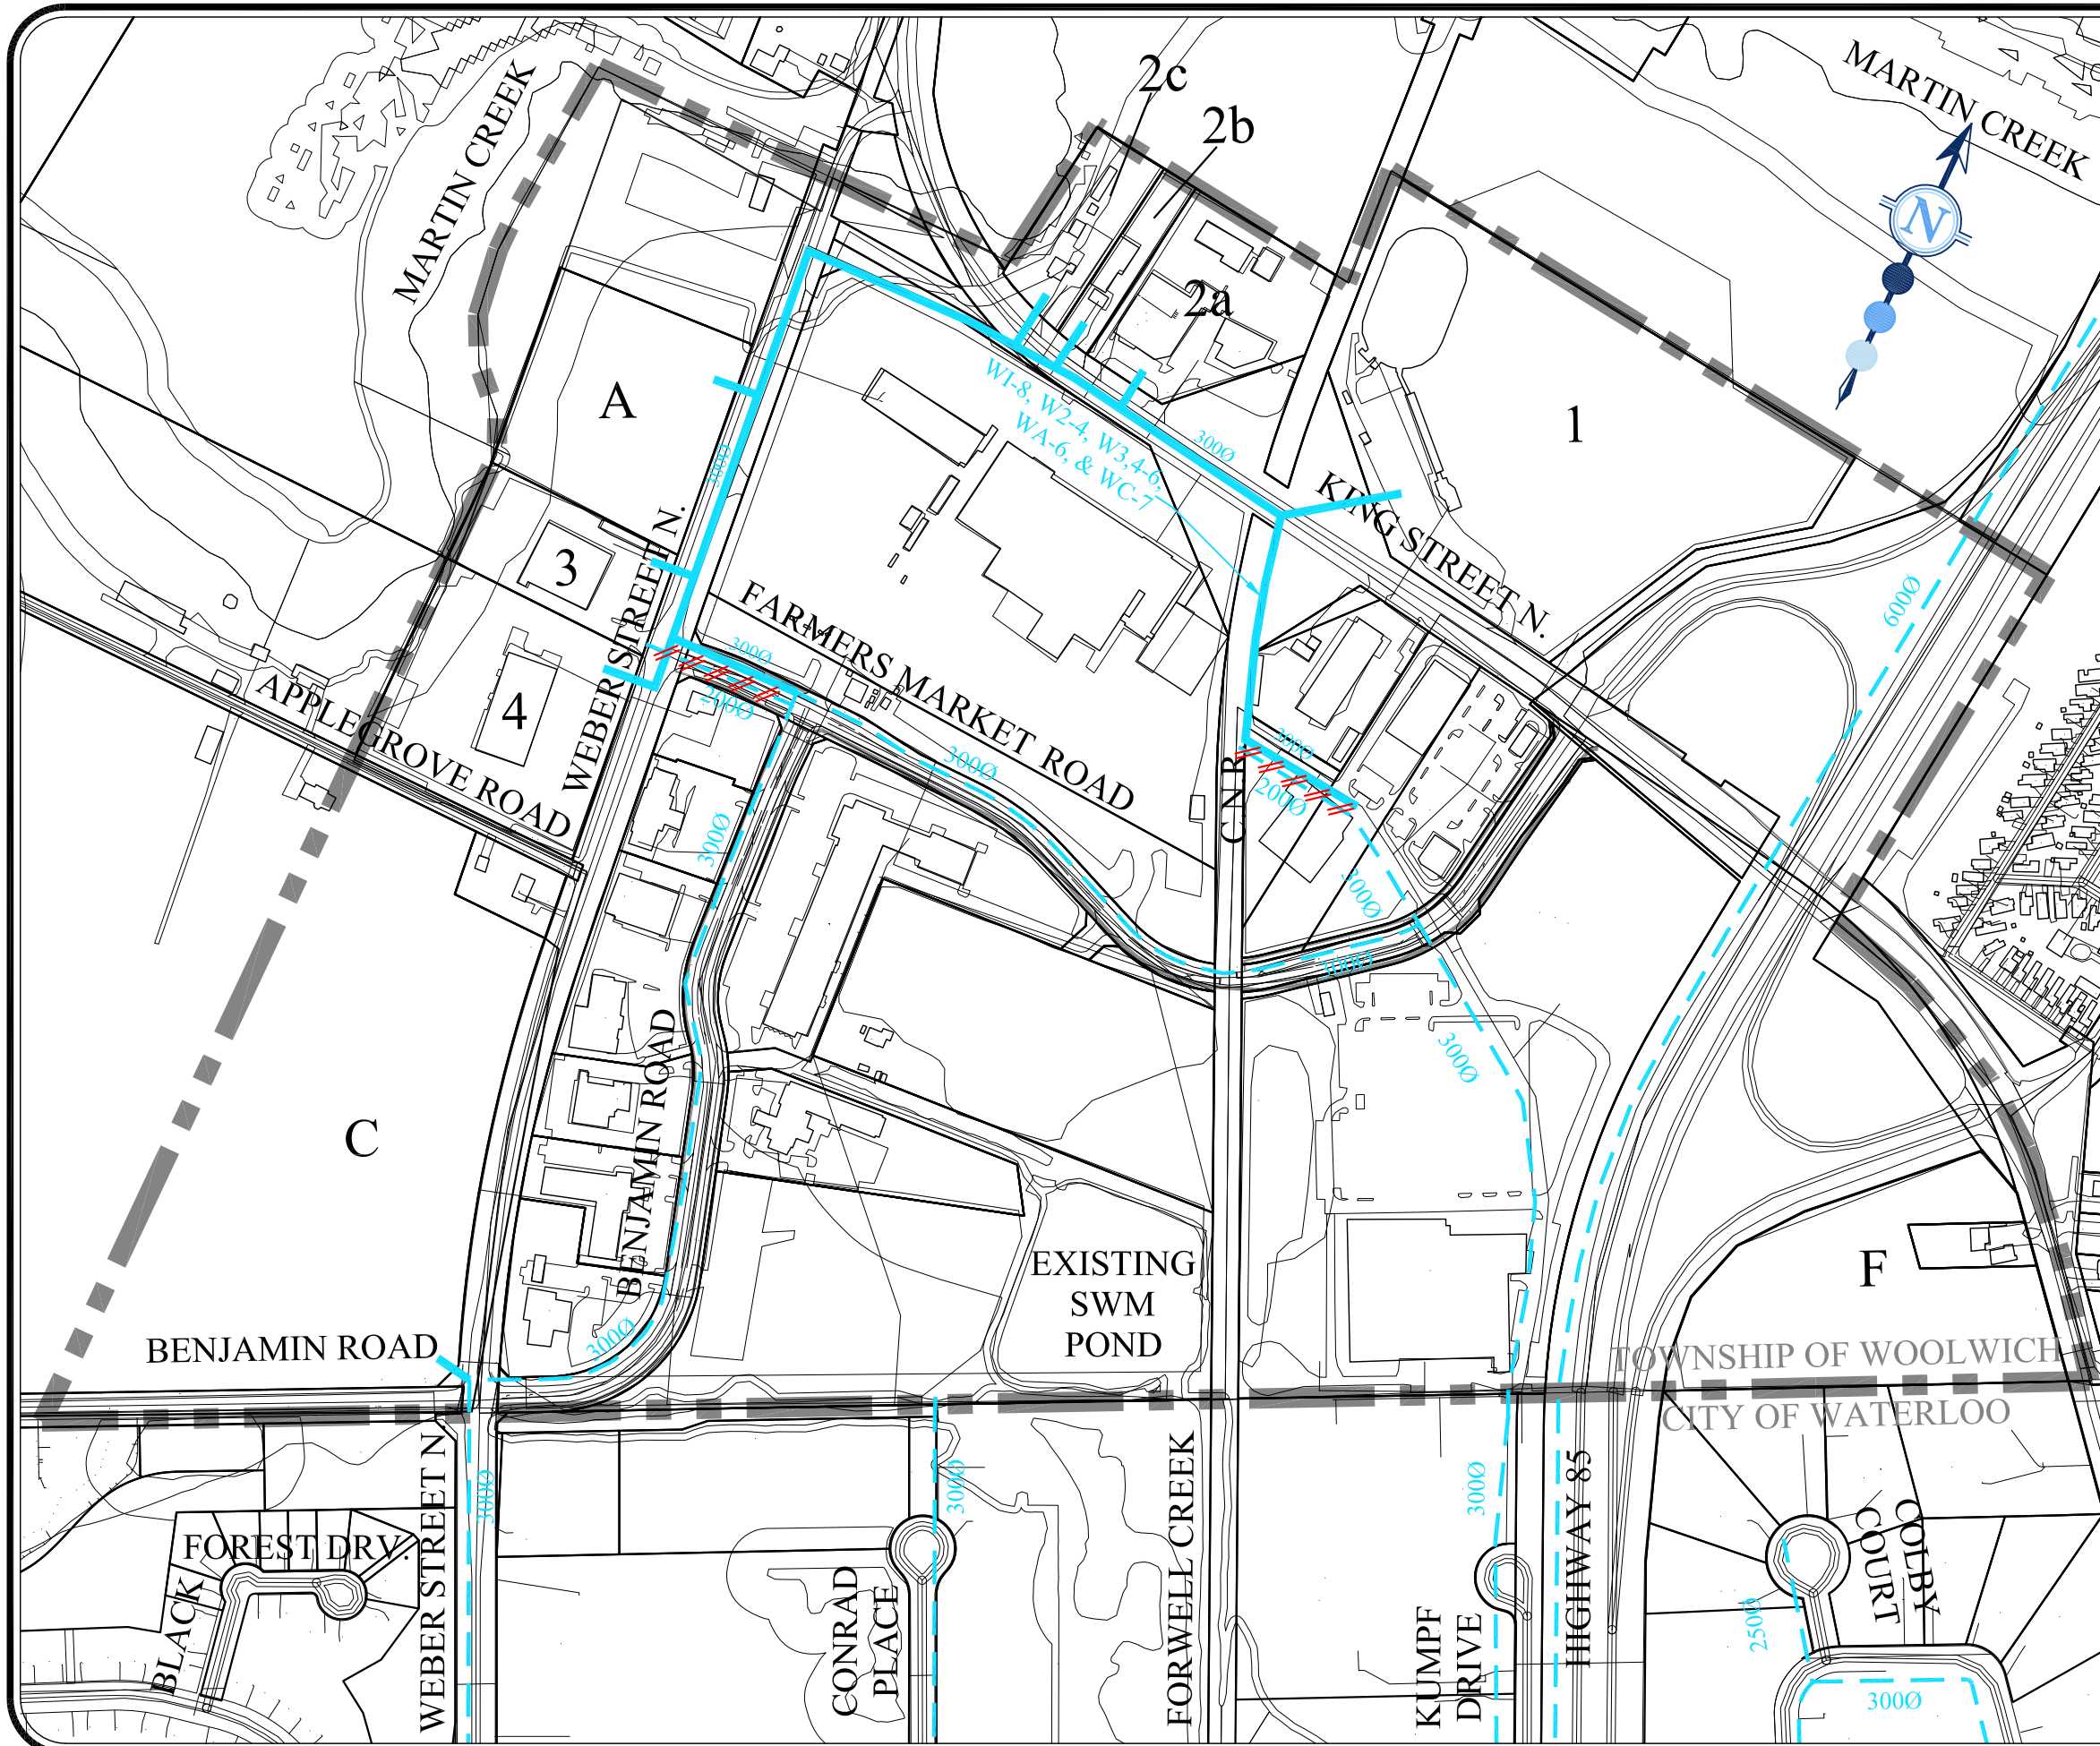 2c
MARTIN CREEK
2b
MARTIN CREEK
N
2a
A
1
WI-8, W2-4, W3,4-6,
WA-6, & WC-7
300Ø
300Ø
KING STREET N.
3
WEBER STREET N.
FARMERS MARKET ROAD
300Ø
600Ø
200Ø
4
APPLEGROVE ROAD
300Ø
300Ø
CNR
200Ø
300Ø
300Ø
300Ø
300Ø
C
BENJAMIN ROAD
EXISTING
SWM
POND
F
BENJAMIN ROAD
300Ø
TOWNSHIP OF WOOLWICH
CITY OF WATERLOO
WEBER STREET N.
300Ø
300Ø
FORWELL CREEK
300Ø
HIGHWAY 85
FOREST DRV.
BLACK
CONRAD
PLACE
KUMPF
DRIVE
250Ø
COLBY
COURT
300Ø